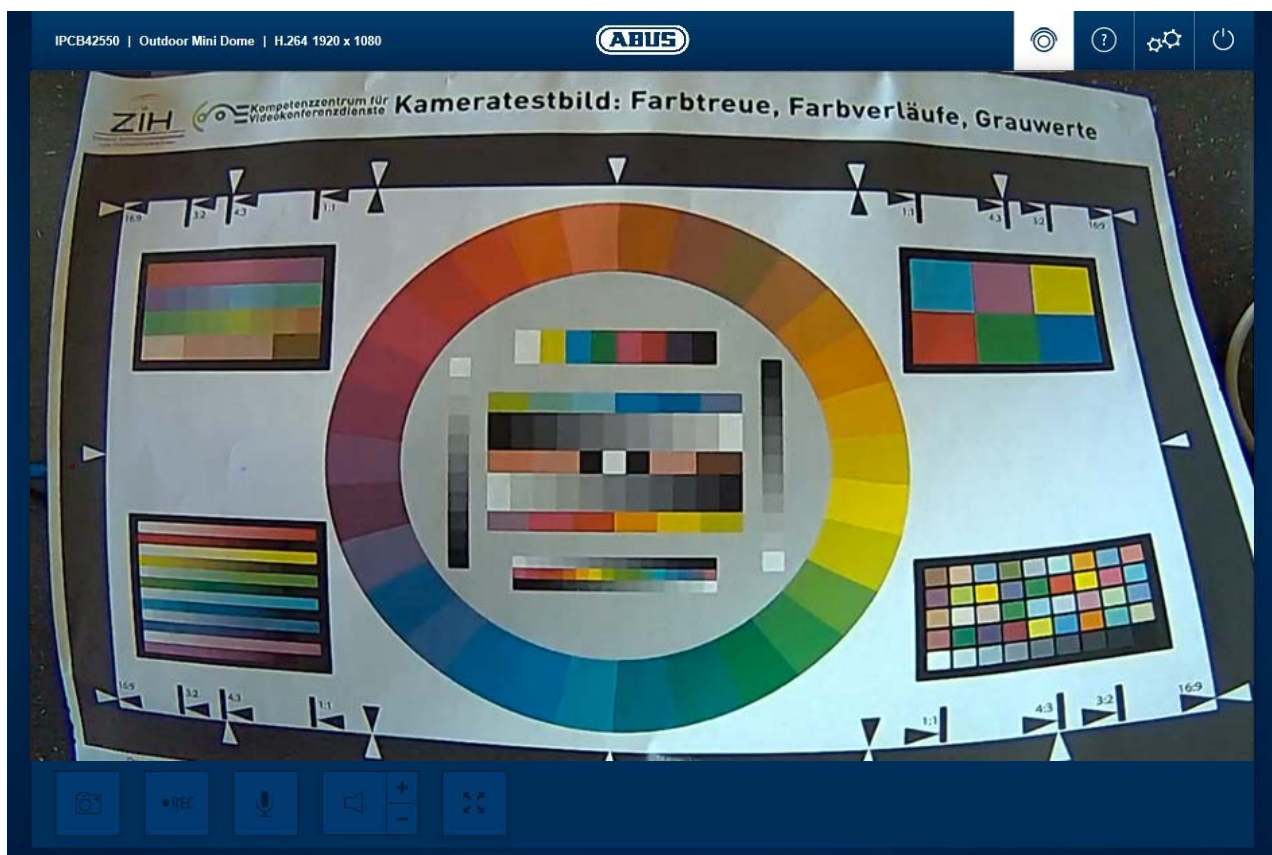 IPCB42550 | Outdoor Mini Dome | H.264 1920 x 1080
ABUS
ZIH
Kompetenzzentrum für
Videokonferenzdienste
Kameratestbild: Farbtreue, Farbverläufe, Grauwerte
16:9 3:2 4:3 1:1 1:1 4:3 3:2 16:9
16:9 3:2 4:3 1:1 1:1 4:3 3:2 16:9
REC